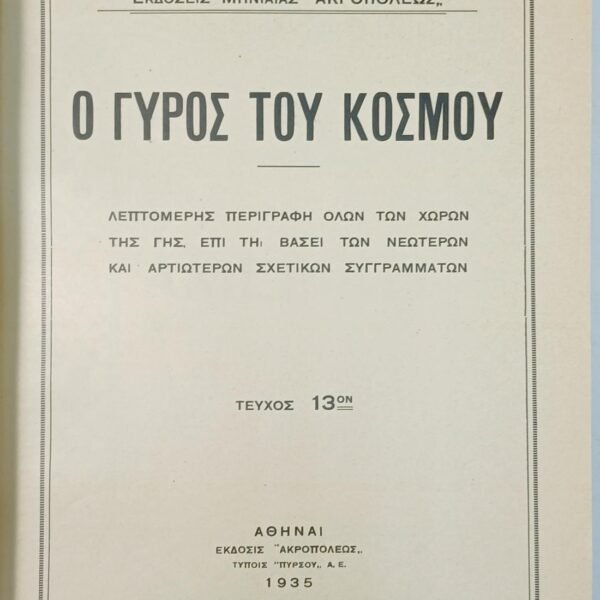 ΕΚΔΟΣΕΙΣ ΜΗΝΙΑΙΑΣ "ΑΚΡΟΠΟΛΕΩΣ„
Ο ΓΥΡΟΣ ΤΟΥ ΚΟΣΜΟΥ
ΛΕΠΤΟΜΕΡΗΣ ΠΕΡΙΓΡΑΦΗ ΟΛΩΝ ΤΩΝ ΧΩΡΩΝ
ΤΗΣ ΓΗΣ, ΕΠΙ ΤΗι ΒΑΣΕΙ ΤΩΝ ΝΕΩΤΕΡΩΝ
ΚΑΙ ΑΡΤΙΩΤΕΡΩΝ ΣΧΕΤΙΚΩΝ ΣΥΓΓΡΑΜΜΑΤΩΝ
ΤΕΥΧΟΣ 13ΟΝ
ΑΘΗΝΑΙ
ΕΚΔΟΣΙΣ "ΑΚΡΟΠΟΛΕΩΣ„
ΤΥΠΟΙΣ "ΠΥΡΣΟΥ„ Α. Ε.
1935